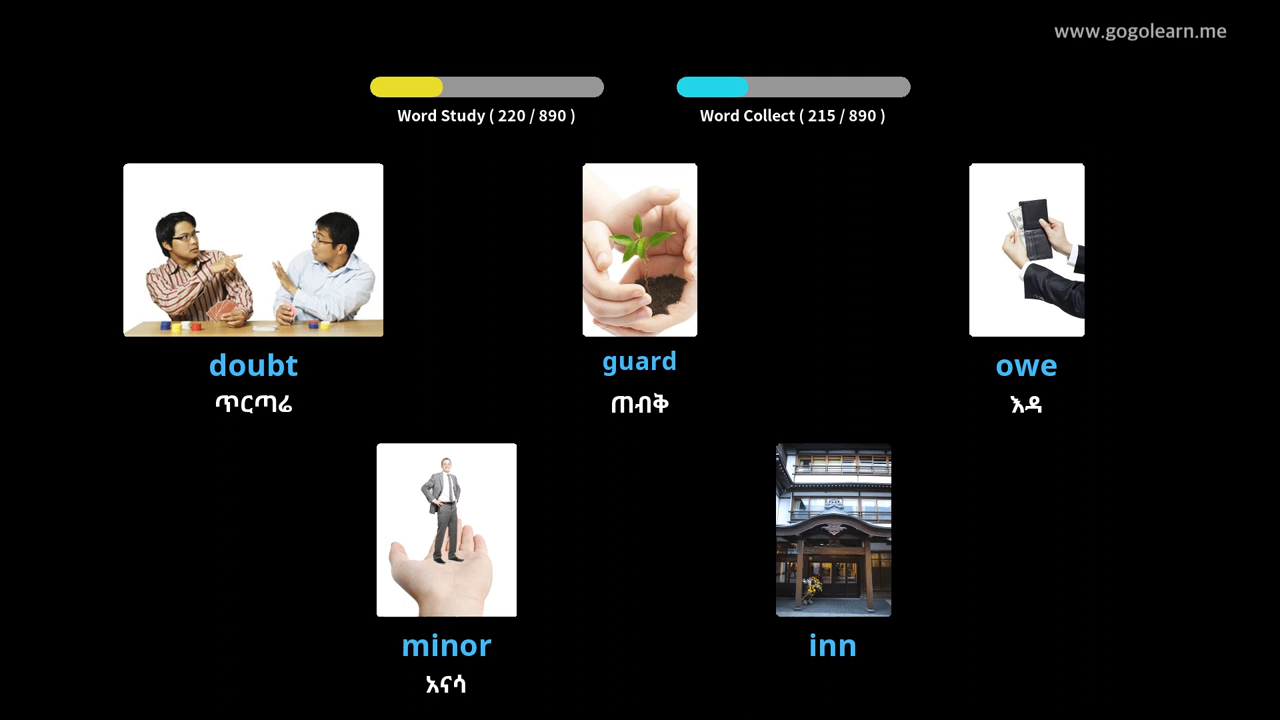 www.gogolearn.me
Word Study ( 220 / 890 )
Word Collect ( 215 / 890 )
doubt
ጥርጣሬ
guard
ጠብቅ
owe
እዳ
minor
አናሳ
inn